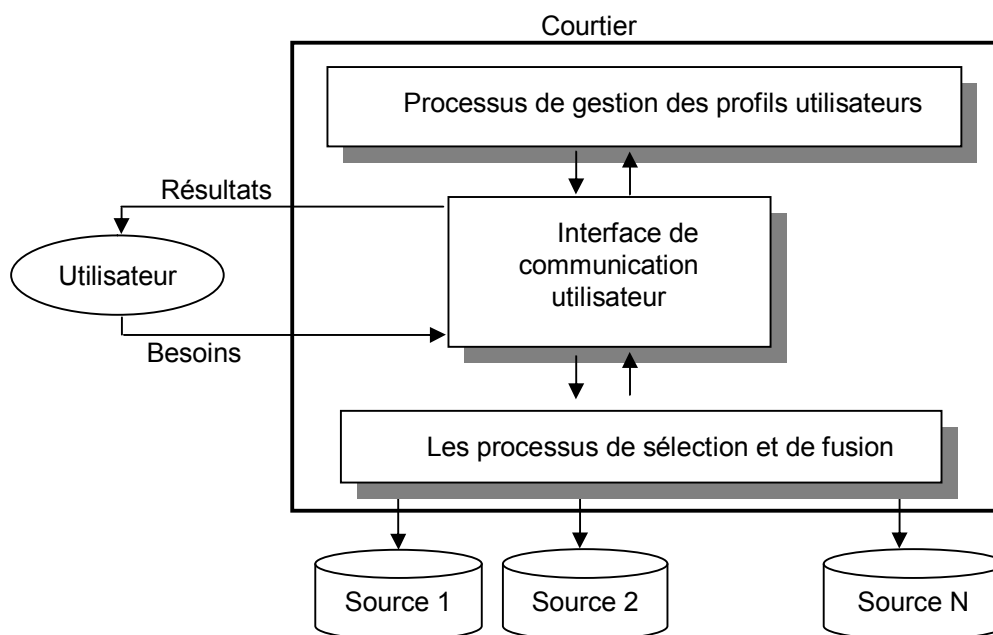 Courtier
Processus de gestion des profils utilisateurs
Résultats
Interface de
communication
utilisateur
Utilisateur
Besoins
Les processus de sélection et de fusion
Source 1
Source 2
Source N